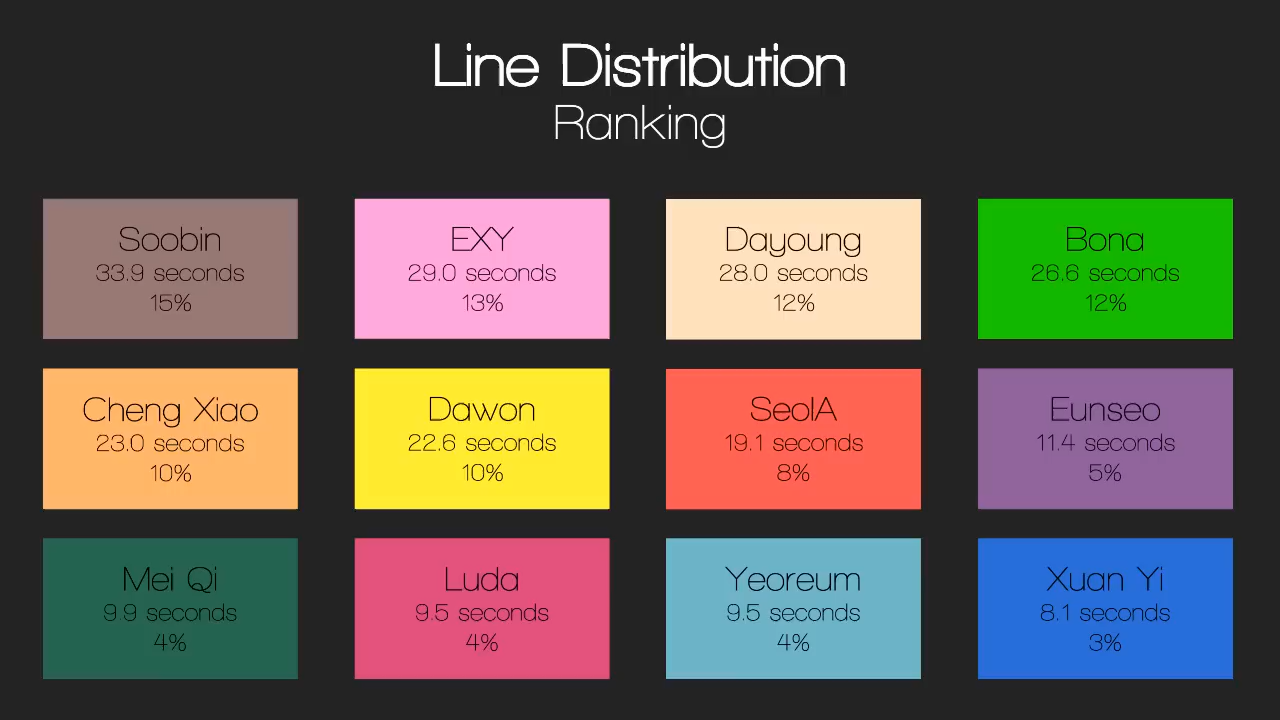 Line Distribution
Ranking
Soobin
33.9 seconds
15%
EXY
29.0 seconds
13%
Dayoung
28.0 seconds
12%
Bona
26.6 seconds
12%
Cheng Xiao
23.0 seconds
10%
Dawon
22.6 seconds
10%
SeolA
19.1 seconds
8%
Eunseo
11.4 seconds
5%
Mei Qi
9.9 seconds
4%
Luda
9.5 seconds
4%
Yeoreum
9.5 seconds
4%
Xuan Yi
8.1 seconds
3%